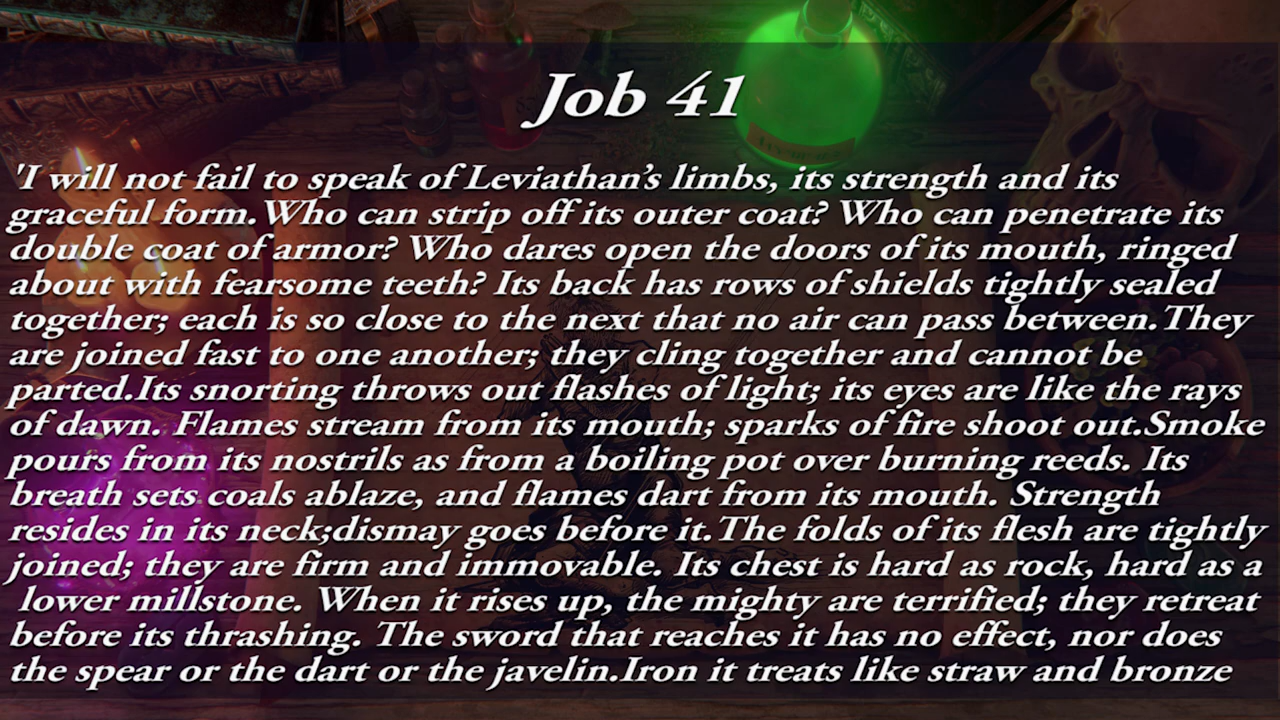 Job 41
'I will not fail to speak of Leviathan’s limbs, its strength and its
graceful form.Who can strip off its outer coat? Who can penetrate its
double coat of armor? Who dares open the doors of its mouth, ringed
about with fearsome teeth? Its back has rows of shields tightly sealed
together; each is so close to the next that no air can pass between.They
are joined fast to one another; they cling together and cannot be
parted.Its snorting throws out flashes of light; its eyes are like the rays
of dawn. Flames stream from its mouth; sparks of fire shoot out.Smoke
pours from its nostrils as from a boiling pot over burning reeds. Its
breath sets coals ablaze, and flames dart from its mouth. Strength
resides in its neck;dismay goes before it.The folds of its flesh are tightly
joined; they are firm and immovable. Its chest is hard as rock, hard as a
lower millstone. When it rises up, the mighty are terrified; they retreat
before its thrashing. The sword that reaches it has no effect, nor does
the spear or the dart or the javelin.Iron it treats like straw and bronze